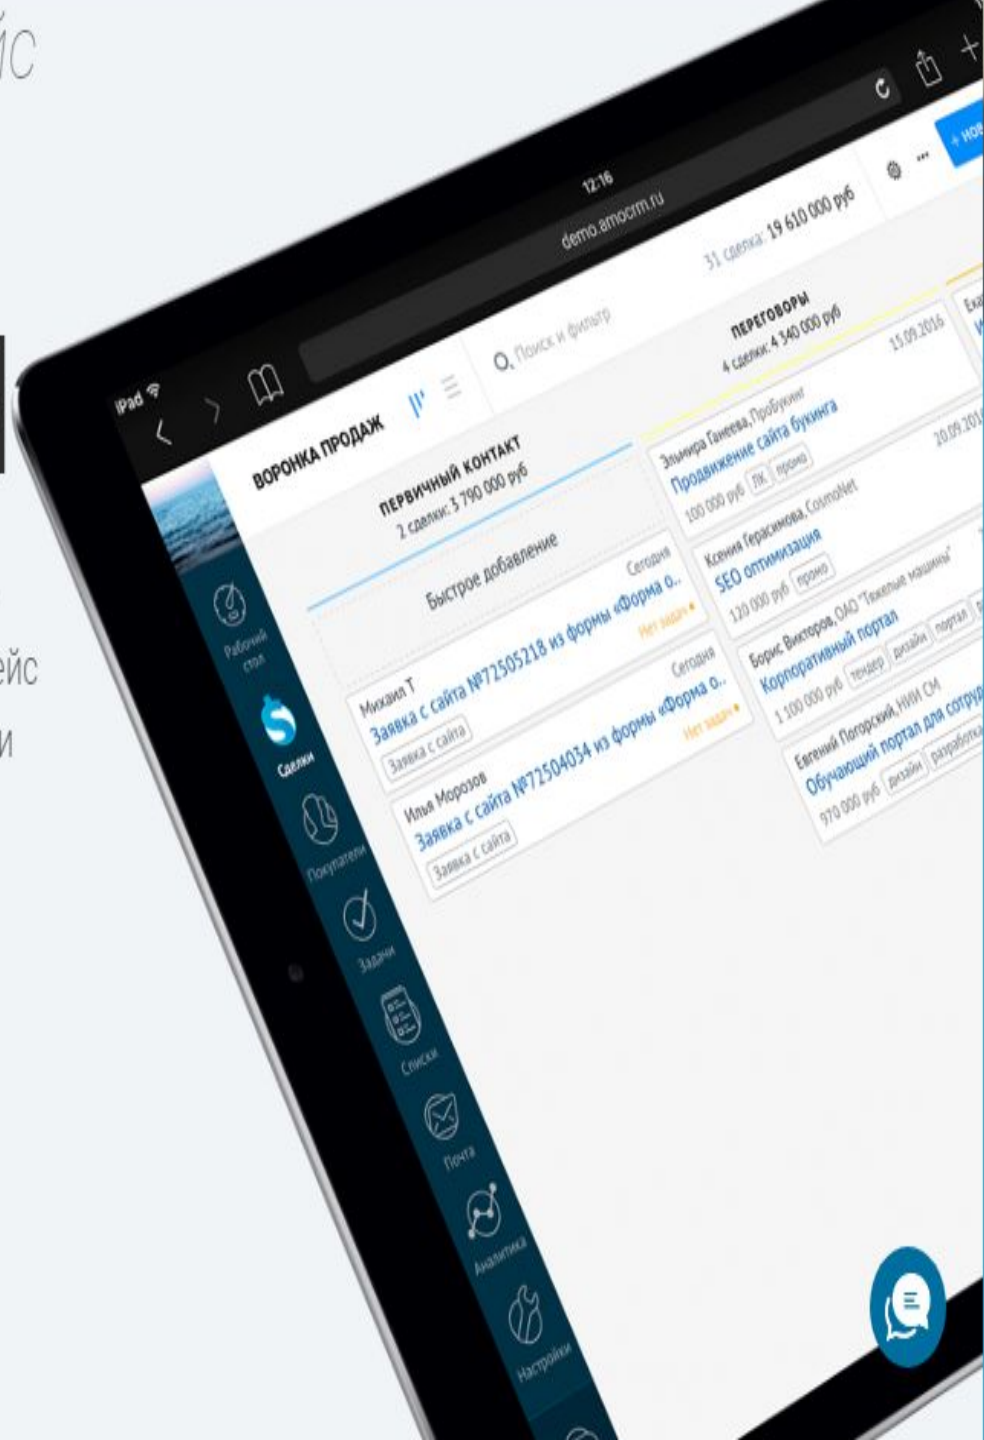 йс
ейс
и
iPad
12:16
demo.amocrm.ru
ВОРОНКА ПРОДАЖ
Поиск и фильтр
31 сделка: 19 610 000 руб
+ НОВ
ПЕРВИЧНЫЙ КОНТАКТ
2 сделки: 3 790 000 руб
Быстрое добавление
Михаил Т
Сегодня
Заявка с сайта №72505218 из формы «Форма о..
Нет задач
Заявка с сайта
Илья Морозов
Сегодня
Заявка с сайта №72504034 из формы «Форма о..
Нет задач
Заявка с сайта
ПЕРЕГОВОРЫ
4 сделки: 4 340 000 руб
Эльмира Ганеева, Пробукинг
15.09.2016
Продвижение сайта букинга
100 000 руб ЛК промо
Ксения Герасимова, CosmoNet
20.09.201
SEO оптимизация
120 000 руб промо
Борис Викторов, ОАО "Тяжелые машины"
Корпоративный портал
1 100 000 руб тендер дизайн портал
Евгений Погорский, НИИ СМ
Обучающий портал для сотруд
970 000 руб дизайн разработка
Рабочий
стол
Сделки
Покупатели
Задачи
Списки
Почта
Аналитика
Настройки